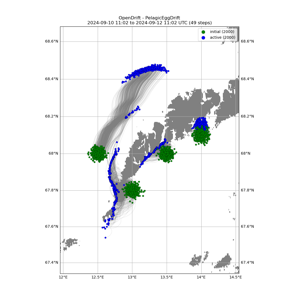 OpenDrift - PelagicEggDrift
2024-09-10 11:02 to 2024-09-12 11:02 UTC (49 steps)
initial (2000)
active (2000)
68.6°N 68.6°N
68.4°N 68.4°N
68.2°N 68.2°N
68°N 68°N
67.8°N 67.8°N
67.6°N 67.6°N
67.4°N 67.4°N
12°E 12.5°E 13°E 13.5°E 14°E 14.5°E